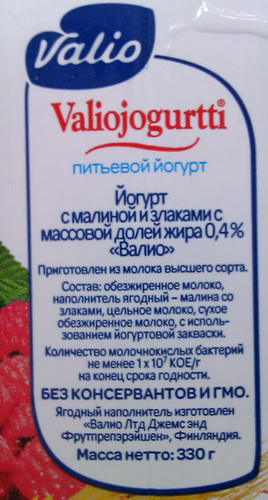 Valio
Valiojogurtti®
питьевой йогурт
Йогурт
с малиной и злаками с
массовой долей жира 0,4%
«Валио»
Приготовлен из молока высшего сорта.
Состав: обезжиренное молоко,
наполнитель ягодный – малина со
злаками, цельное молоко, сухое
обезжиренное молоко, с исполь-
зованием йогуртовой закваски.
Количество молочнокислых бактерий
не менее 1 х 10⁷ КОЕ/г
на конец срока годности.
БЕЗ КОНСЕРВАНТОВ И ГМО.
Ягодный наполнитель изготовлен
«Валио Лтд Джемс энд
Фрутпрепэрэйшен», Финляндия.
Масса нетто: 330 г